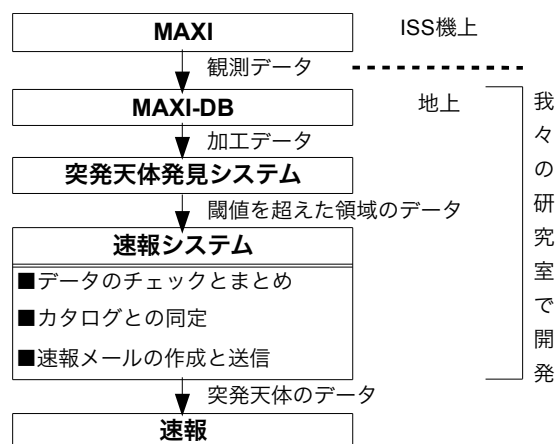 MAXI
ISS機上
観測データ
MAXI-DB
地上
加工データ
突発天体発見システム
閾値を超えた領域のデータ
速報システム
■データのチェックとまとめ
■カタログとの同定
■速報メールの作成と送信
突発天体のデータ
速報
我々の研究室で開発